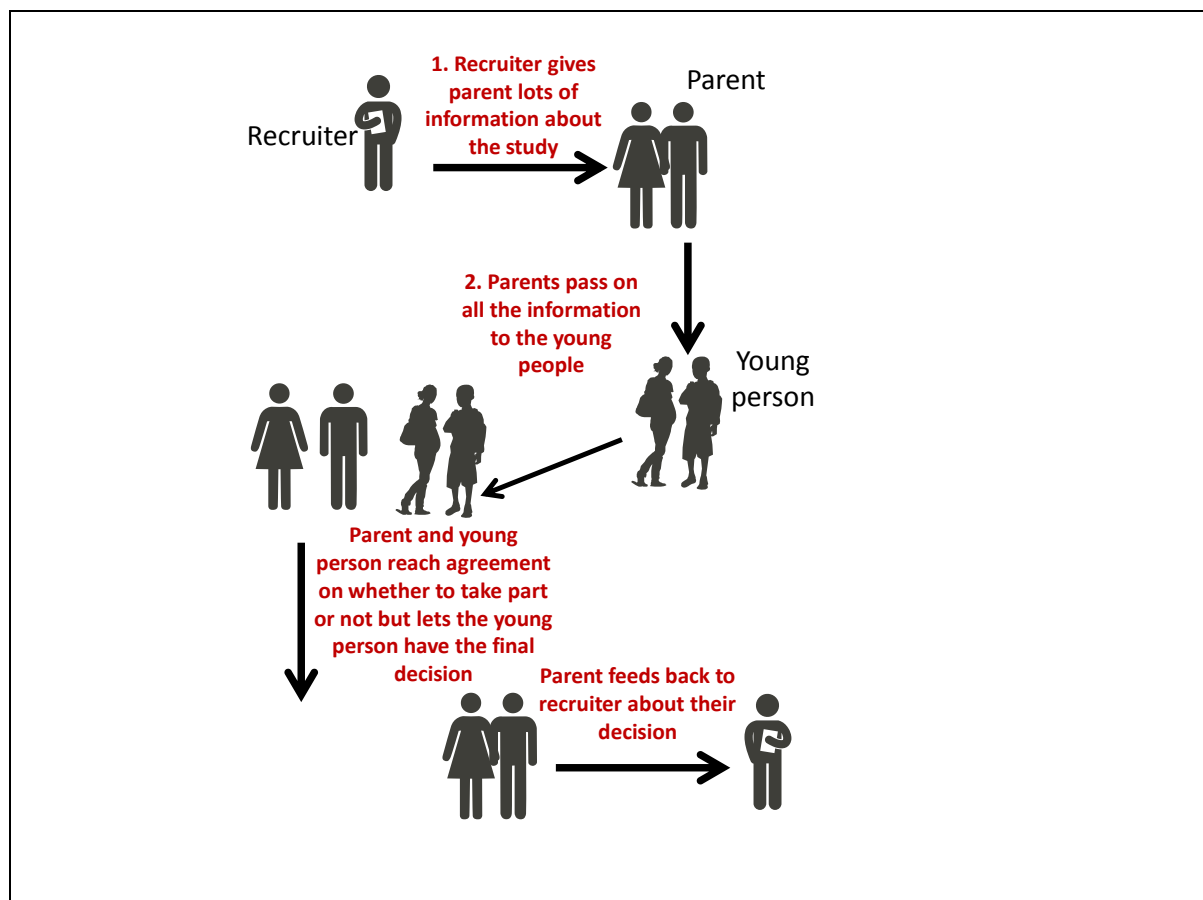 1. Recruiter gives
parent lots of
information about
the study
Parent
Recruiter
2. Parents pass on
all the information
to the young
people
Young
person
Parent and young
person reach agreement
on whether to take part
or not but lets the young
person have the final
decision
Parent feeds back to
recruiter about their
decision